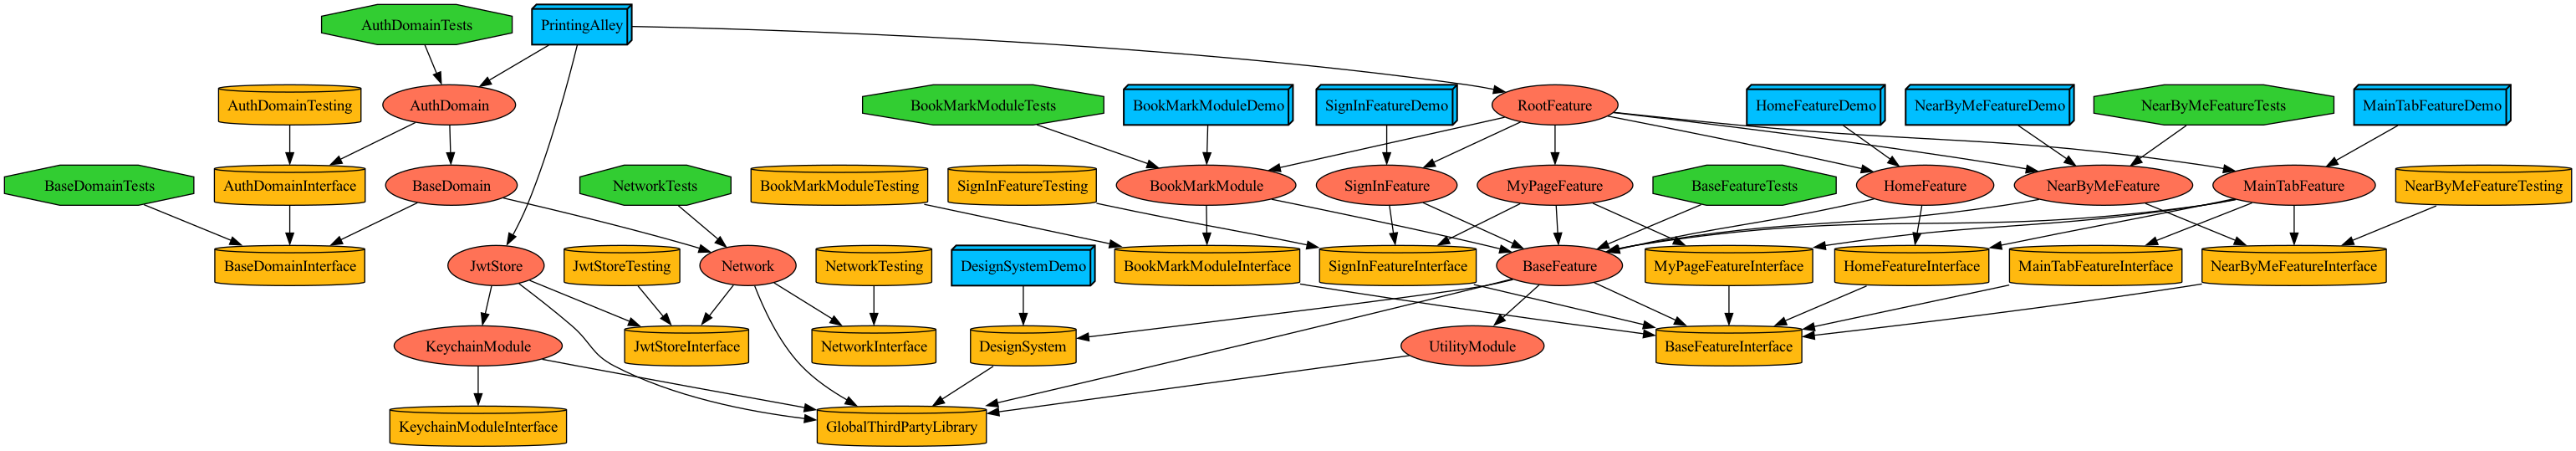 AuthDomainTests
PrintingAlley
AuthDomainTesting
AuthDomain
BookMarkModuleTests
BookMarkModuleDemo
SignInFeatureDemo
RootFeature
HomeFeatureDemo
NearByMeFeatureDemo
NearByMeFeatureTests
MainTabFeatureDemo
BaseDomainTests
AuthDomainInterface
BaseDomain
NetworkTests
BookMarkModuleTesting
SignInFeatureTesting
BookMarkModule
SignInFeature
MyPageFeature
BaseFeatureTests
HomeFeature
NearByMeFeature
MainTabFeature
NearByMeFeatureTesting
BaseDomainInterface
JwtStore
JwtStoreTesting
Network
NetworkTesting
DesignSystemDemo
BookMarkModuleInterface
SignInFeatureInterface
BaseFeature
MyPageFeatureInterface
HomeFeatureInterface
MainTabFeatureInterface
NearByMeFeatureInterface
KeychainModule
JwtStoreInterface
NetworkInterface
DesignSystem
UtilityModule
BaseFeatureInterface
KeychainModuleInterface
GlobalThirdPartyLibrary